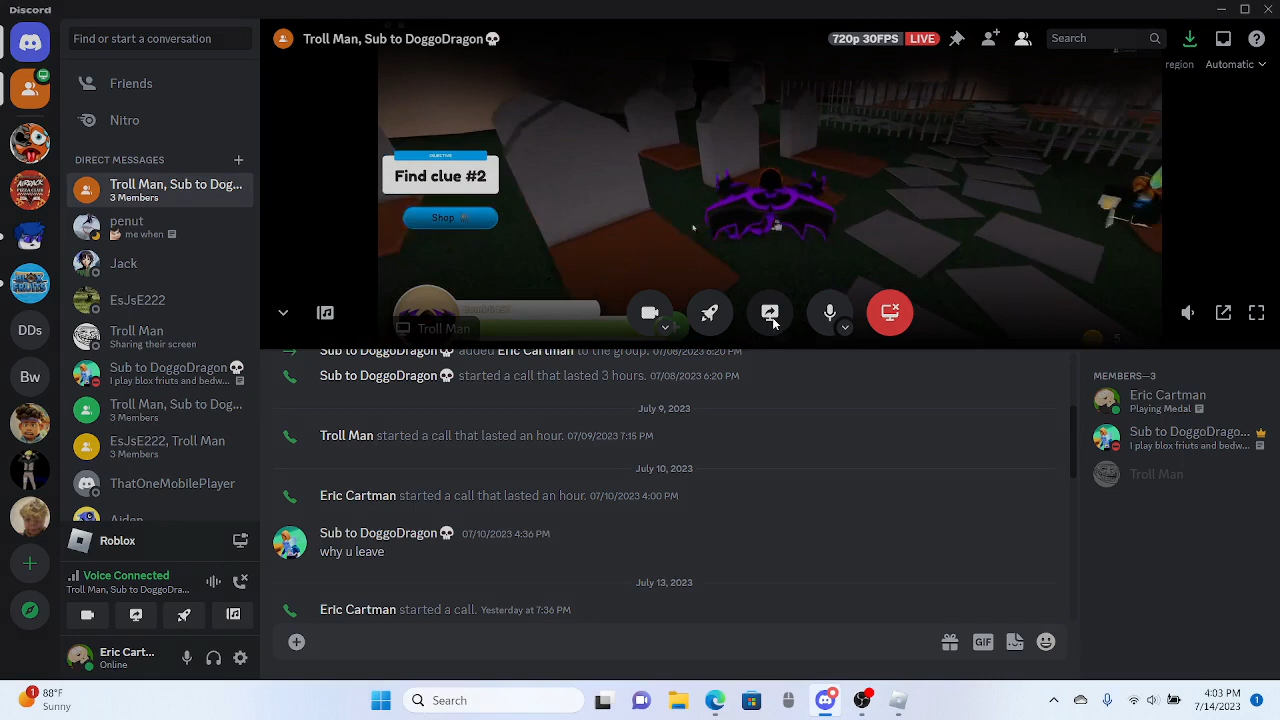 Discord
Find or start a conversation
Friends
Nitro
DIRECT MESSAGES
Troll Man, Sub to Dog...
3 Members
penut
me when
Jack
EsJsE222
Troll Man
Sharing their screen
Sub to DoggoDragon
I play blox fruits and bedw...
Troll Man, Sub to Dog...
3 Members
EsJsE222, Troll Man
3 Members
ThatOneMobilePlayer
Aiden
DDs
Bw
Roblox
Voice Connected
Troll Man, Sub to DoggoDra...
Eric Cart...
Online
Troll Man, Sub to DoggoDragon
720p 30FPS LIVE
Search
region Automatic
OBJECTIVE
Find clue #2
Shop
Troll Man
5
Sub to DoggoDragon added Eric Cartman to the group. 07/08/2023 6:20 PM
Sub to DoggoDragon started a call that lasted 3 hours. 07/08/2023 6:20 PM
July 9, 2023
Troll Man started a call that lasted an hour. 07/09/2023 7:15 PM
July 10, 2023
Eric Cartman started a call that lasted an hour. 07/10/2023 4:00 PM
Sub to DoggoDragon 07/10/2023 4:36 PM
why u leave
July 13, 2023
Eric Cartman started a call. Yesterday at 7:36 PM
GIF
MEMBERS—3
Eric Cartman
Playing Medal
Sub to DoggoDrago...
I play blox fruits and bedw...
Troll Man
1
88°F
Sunny
Search
4:03 PM
7/14/2023
1